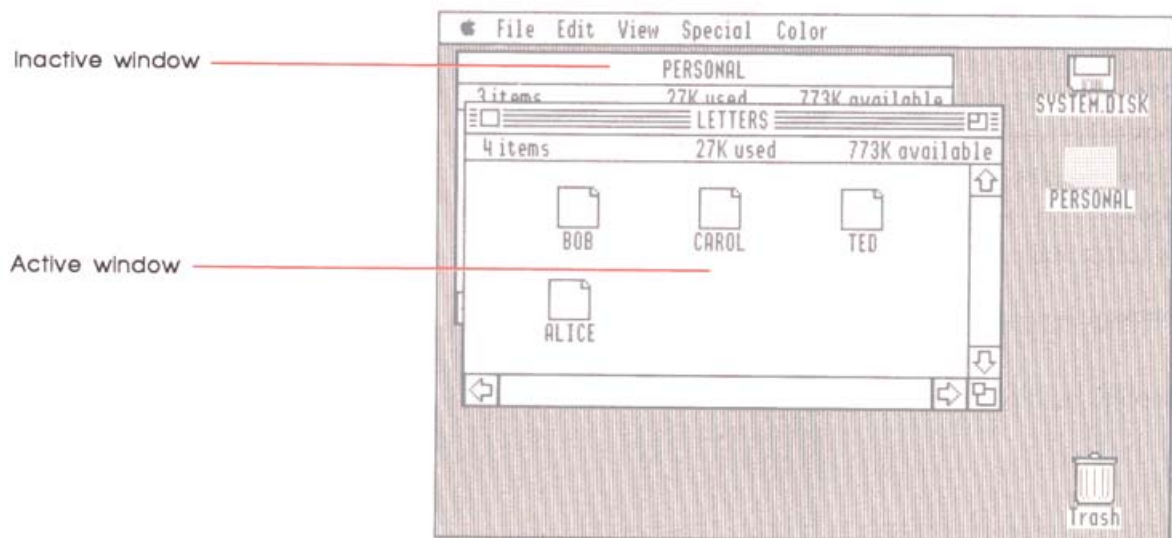 File Edit View Special Color
Inactive window
PERSONAL
3 items 27K used 773K available
SYSTEM.DISK
LETTERS
4 items 27K used 773K available
PERSONAL
BOB CAROL TED
Active window
ALICE
Trash